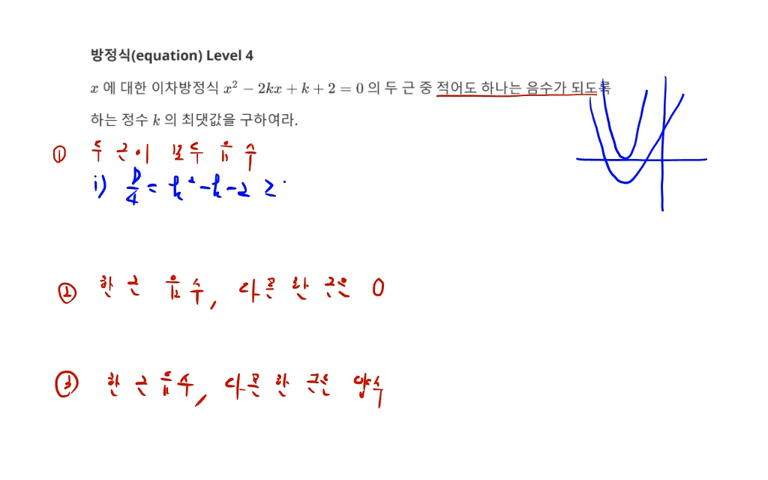 방정식(equation) Level 4
x 에 대한 이차방정식 x² − 2kx + k + 2 = 0 의 두 근 중 적어도 하나는 음수가 되도록
하는 정수 k 의 최댓값을 구하여라.
① 두 근이 모두 음수
i) D/4 = k² - k - 2 ≥
② 한 근 음수, 다른 한 근은 0
③ 한 근 음수, 다른 한 근은 양수